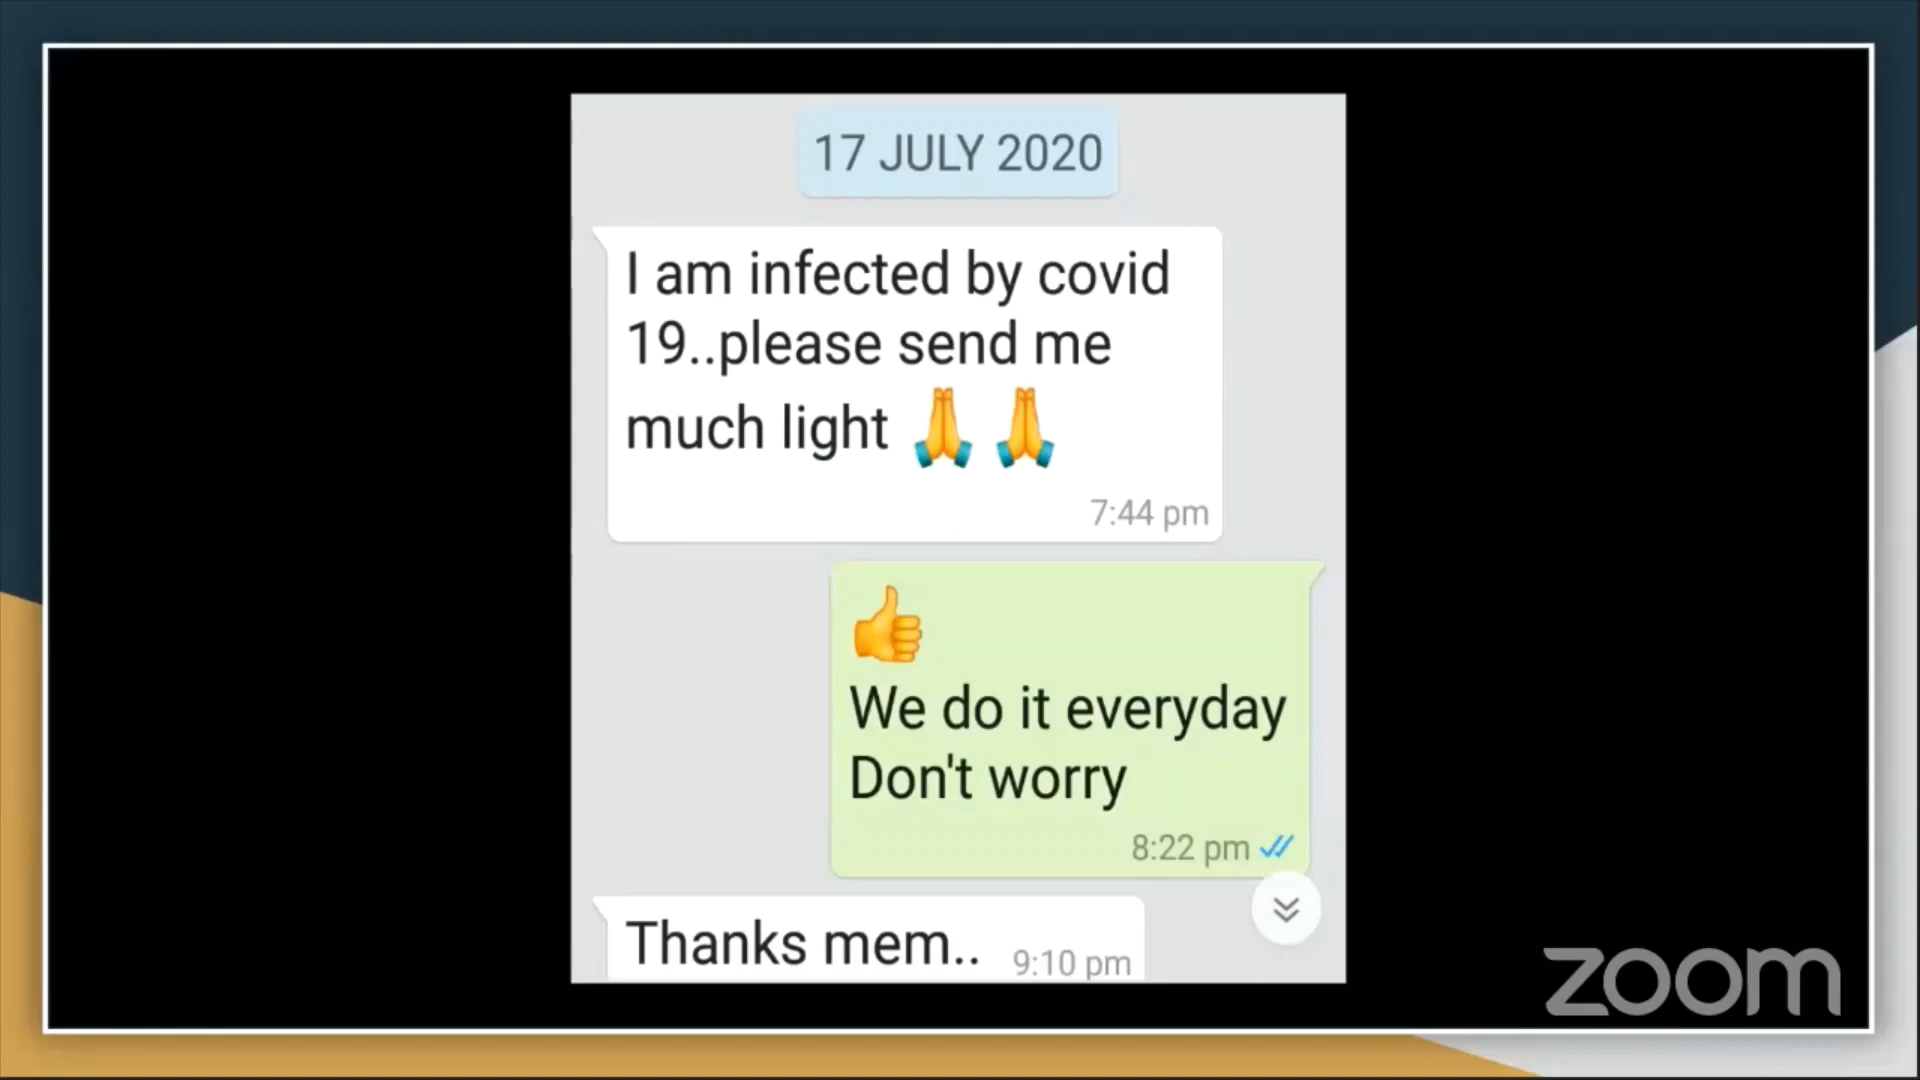 17 JULY 2020
I am infected by covid
19..please send me
much light 🙏 🙏
7:44 pm
👍
We do it everyday
Don't worry
8:22 pm
Thanks mem.. 9:10 pm
zoom